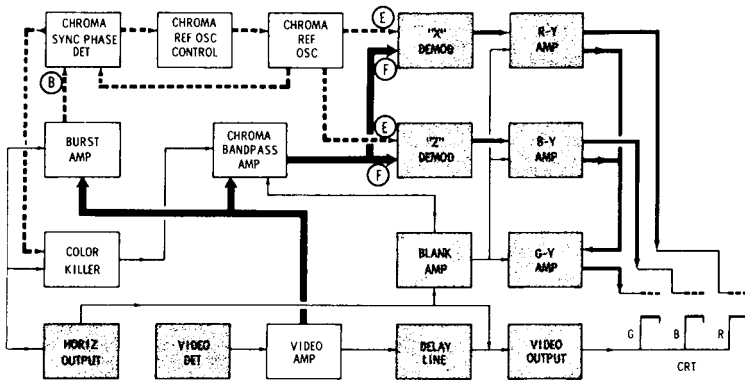 CHROMA
SYNC PHASE
DET
CHROMA
REF OSC
CONTROL
CHROMA
REF
OSC
E
"X"
DEMOD
R-Y
AMP
F
B
BURST
AMP
CHROMA
BANDPASS
AMP
E
"Z"
DEMOD
B-Y
AMP
F
COLOR
KILLER
BLANK
AMP
G-Y
AMP
HORIZ
OUTPUT
VIDEO
DET
VIDEO
AMP
DELAY
LINE
VIDEO
OUTPUT
G
B
R
CRT